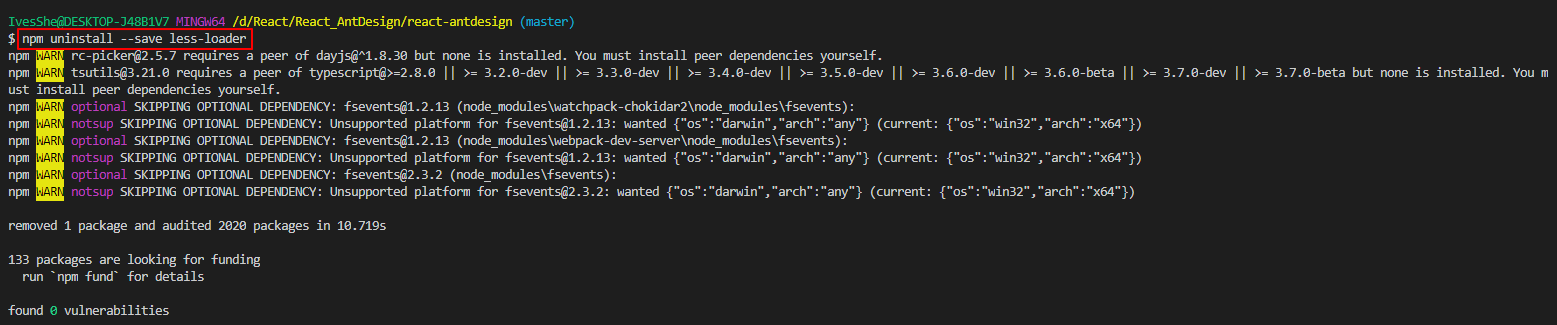 IvesShe@DESKTOP-J48B1V7 MINGW64 /d/React/React_AntDesign/react-antdesign (master)
$ npm uninstall --save less-loader
npm WARN rc-picker@2.5.7 requires a peer of dayjs@^1.8.30 but none is installed. You must install peer dependencies yourself.
npm WARN tsutils@3.21.0 requires a peer of typescript@>=2.8.0 || >= 3.2.0-dev || >= 3.3.0-dev || >= 3.4.0-dev || >= 3.5.0-dev || >= 3.6.0-dev || >= 3.6.0-beta || >= 3.7.0-dev || >= 3.7.0-beta but none is installed. You m
ust install peer dependencies yourself.
npm WARN optional SKIPPING OPTIONAL DEPENDENCY: fsevents@1.2.13 (node_modules\watchpack-chokidar2\node_modules\fsevents):
npm WARN notsup SKIPPING OPTIONAL DEPENDENCY: Unsupported platform for fsevents@1.2.13: wanted {"os":"darwin","arch":"any"} (current: {"os":"win32","arch":"x64"})
npm WARN optional SKIPPING OPTIONAL DEPENDENCY: fsevents@1.2.13 (node_modules\webpack-dev-server\node_modules\fsevents):
npm WARN notsup SKIPPING OPTIONAL DEPENDENCY: Unsupported platform for fsevents@1.2.13: wanted {"os":"darwin","arch":"any"} (current: {"os":"win32","arch":"x64"})
npm WARN optional SKIPPING OPTIONAL DEPENDENCY: fsevents@2.3.2 (node_modules\fsevents):
npm WARN notsup SKIPPING OPTIONAL DEPENDENCY: Unsupported platform for fsevents@2.3.2: wanted {"os":"darwin","arch":"any"} (current: {"os":"win32","arch":"x64"})
removed 1 package and audited 2020 packages in 10.719s
133 packages are looking for funding
run `npm fund` for details
found 0 vulnerabilities